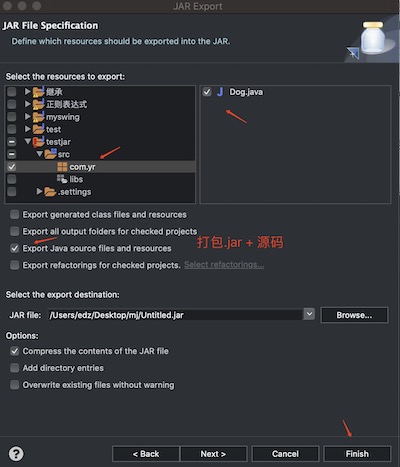 JAR Export
JAR File Specification
Define which resources should be exported into the JAR.
Select the resources to export:
继承
正则表达式
myswing
test
testjar
src
com.yr
libs
.settings
Dog.java
Export generated class files and resources
Export all output folders for checked projects
Export Java source files and resources
打包.jar + 源码
Export refactorings for checked projects. Select refactorings...
Select the export destination:
JAR file: /Users/edz/Desktop/mj/Untitled.jar Browse...
Options:
Compress the contents of the JAR file
Add directory entries
Overwrite existing files without warning
? < Back Next > Cancel Finish